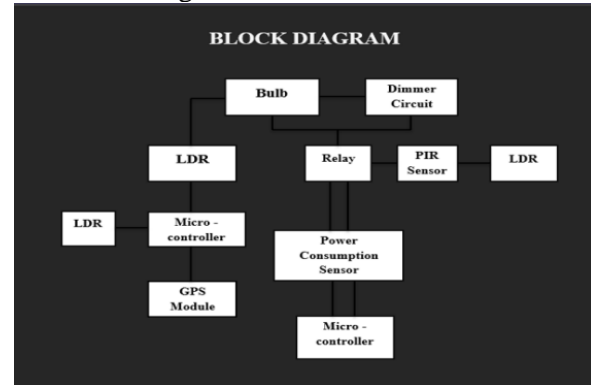 BLOCK DIAGRAM
Bulb
Dimmer
Circuit
LDR
Relay
PIR
Sensor
LDR
LDR
Micro -
controller
Power
Consumption
Sensor
GPS
Module
Micro -
controller